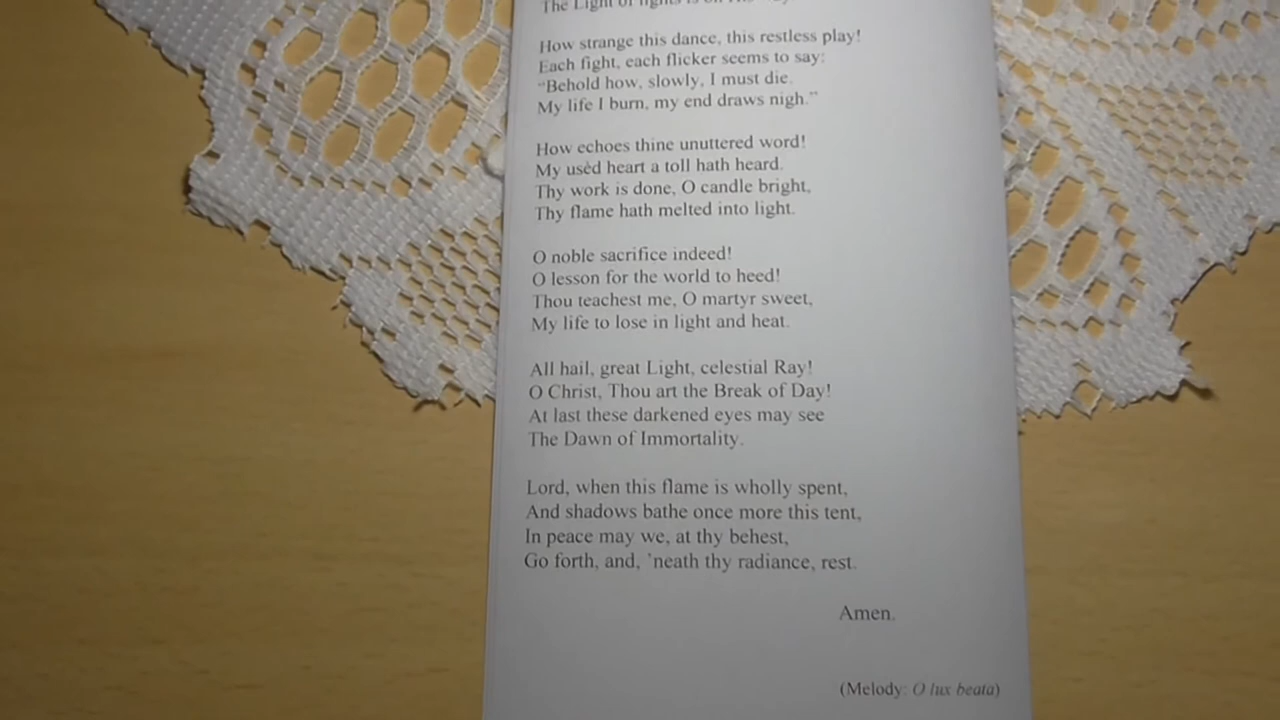 The Light of lights is on
How strange this dance, this restless play!
Each fight, each flicker seems to say:
“Behold how, slowly, I must die.
My life I burn, my end draws nigh.”
How echoes thine unuttered word!
My usèd heart a toll hath heard.
Thy work is done, O candle bright,
Thy flame hath melted into light.
O noble sacrifice indeed!
O lesson for the world to heed!
Thou teachest me, O martyr sweet,
My life to lose in light and heat.
All hail, great Light, celestial Ray!
O Christ, Thou art the Break of Day!
At last these darkened eyes may see
The Dawn of Immortality.
Lord, when this flame is wholly spent,
And shadows bathe once more this tent,
In peace may we, at thy behest,
Go forth, and, ’neath thy radiance, rest.
Amen.
(Melody: O lux beata)